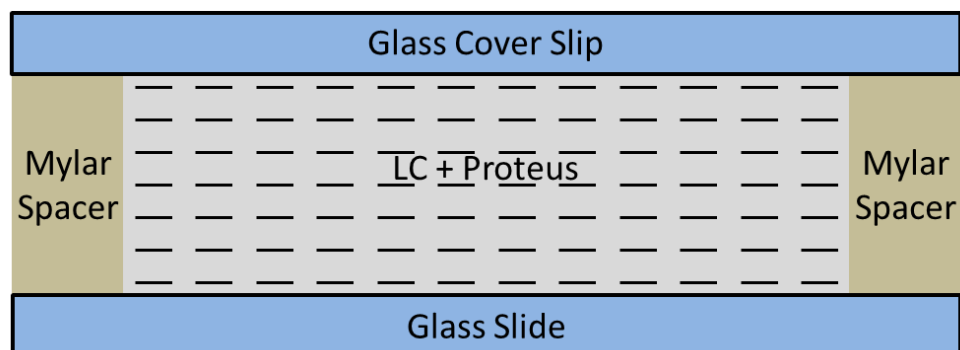 Glass Cover Slip
Mylar
Spacer
LC + Proteus
Mylar
Spacer
Glass Slide